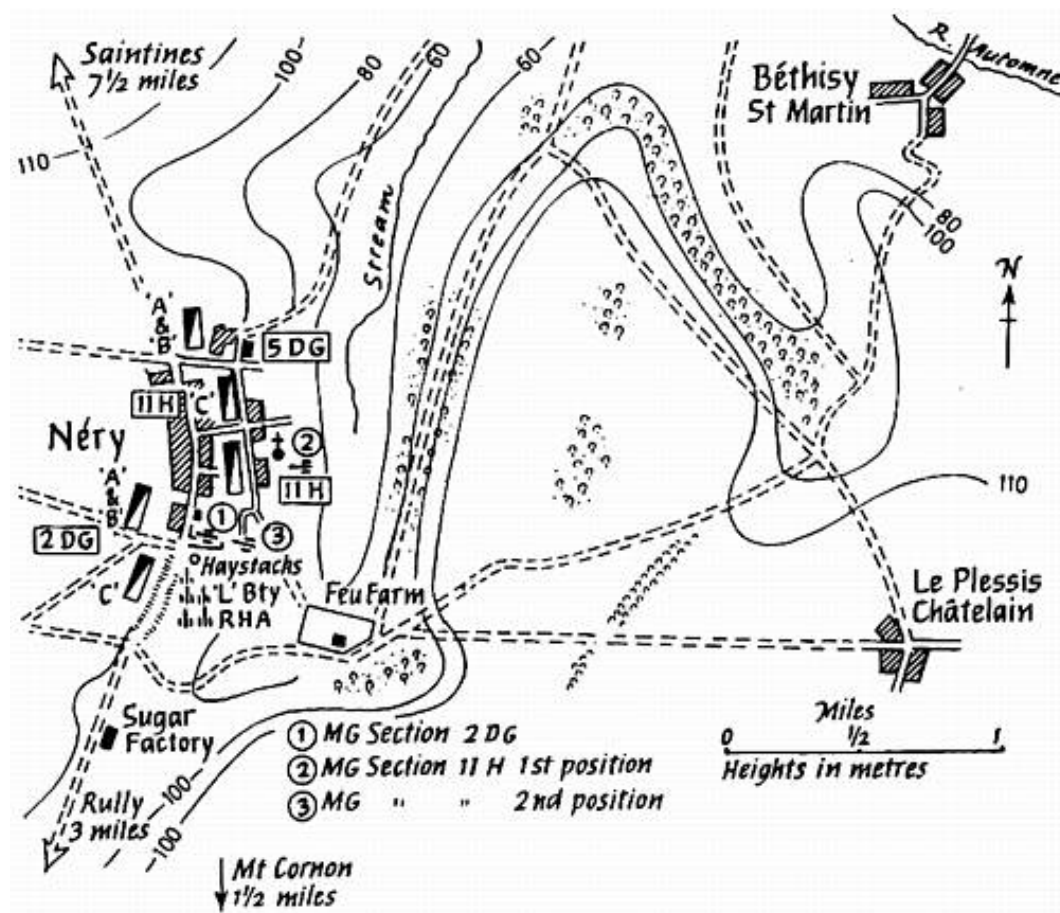 Saintines
7½ miles
100
80
60
60
110
R. Automne
Béthisy
St Martin
80
100
N
Stream
'A'
&
'B'
5 DG
11 H
'C'
Néry
②
11 H
'A'
&
'B'
2 DG
①
③
Haystacks
'C'
'L' Bty
RHA
Feu Farm
110
Le Plessis
Châtelain
Sugar
Factory
Miles
0 ½ 1
Heights in metres
① MG Section 2 DG
② MG Section 11 H 1st position
③ MG " " 2nd position
Rully
3 miles
100
100
Mt Cornon
1½ miles